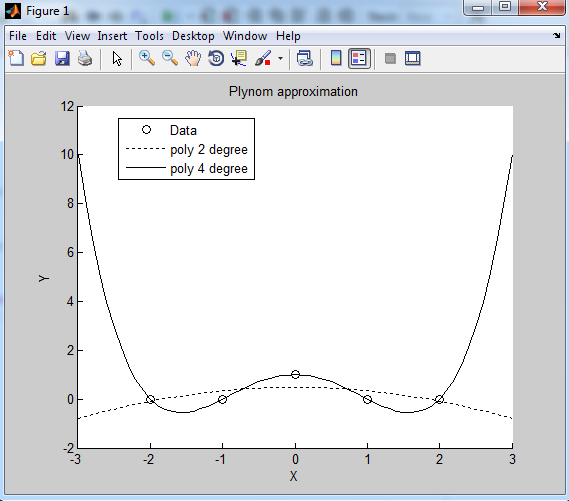 Figure 1
File Edit View Insert Tools Desktop Window Help
Plynom approximation
12
10
8
6
4
2
0
-2
Y
Data
poly 2 degree
poly 4 degree
-3 -2 -1 0 1 2 3
X